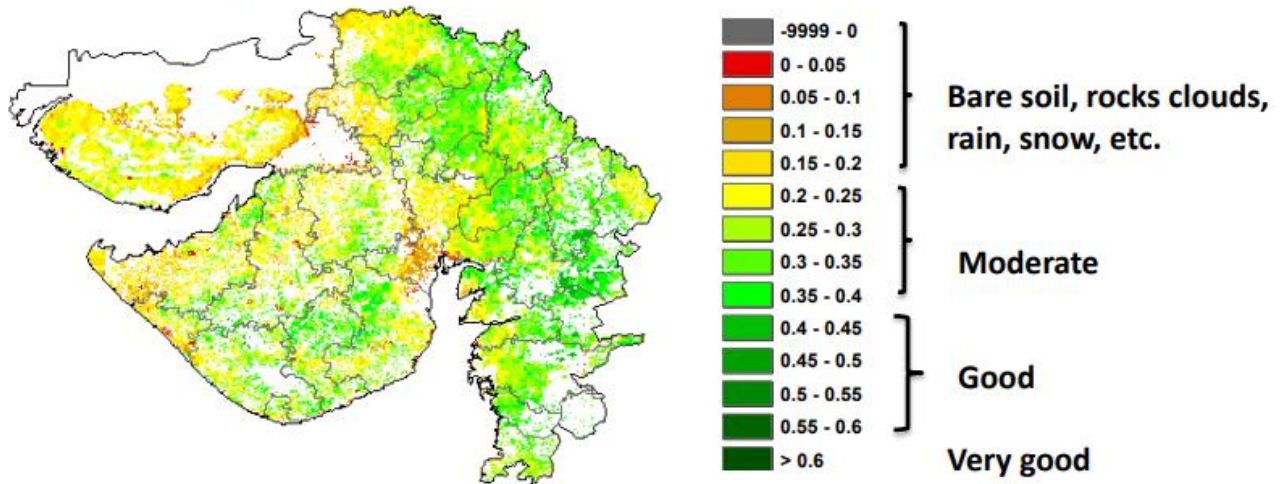 -9999 - 0
0 - 0.05
0.05 - 0.1
0.1 - 0.15
0.15 - 0.2
0.2 - 0.25
0.25 - 0.3
0.3 - 0.35
0.35 - 0.4
0.4 - 0.45
0.45 - 0.5
0.5 - 0.55
0.55 - 0.6
> 0.6
Bare soil, rocks clouds,
rain, snow, etc.
Moderate
Good
Very good